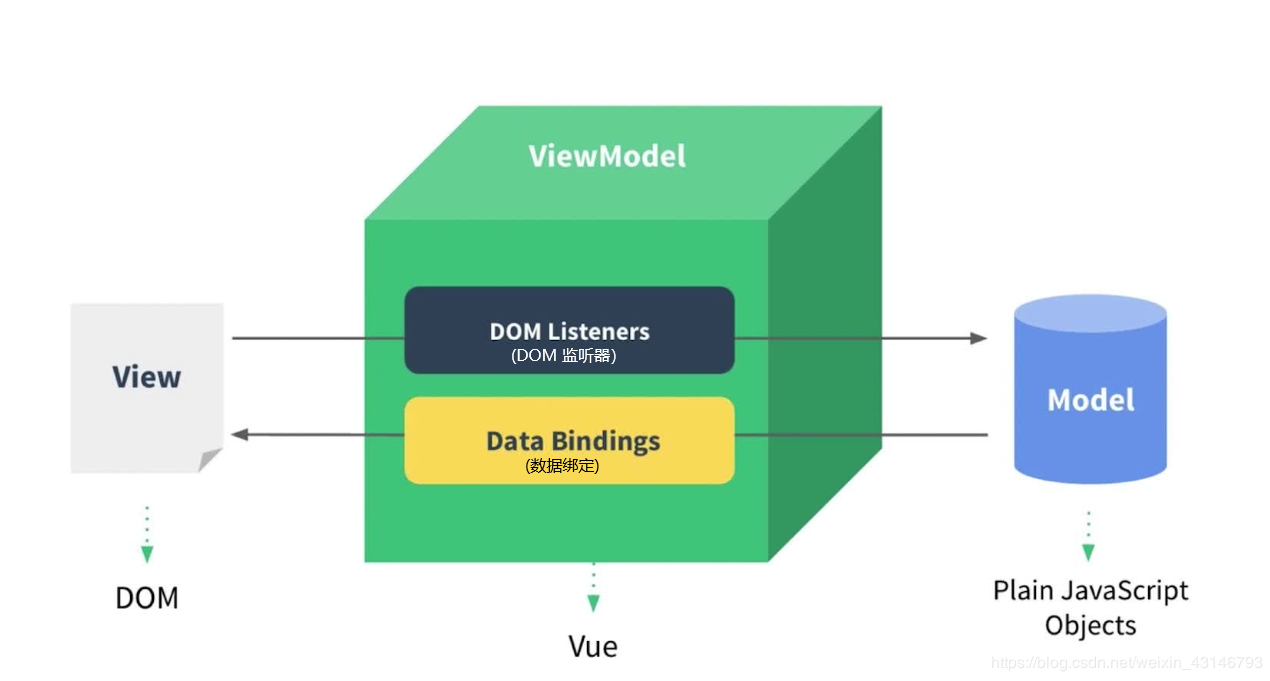 ViewModel
DOM Listeners
(DOM 监听器)
View
Data Bindings
(数据绑定)
Model
DOM
Vue
Plain JavaScript
Objects
https://blog.csdn.net/weixin_43146793